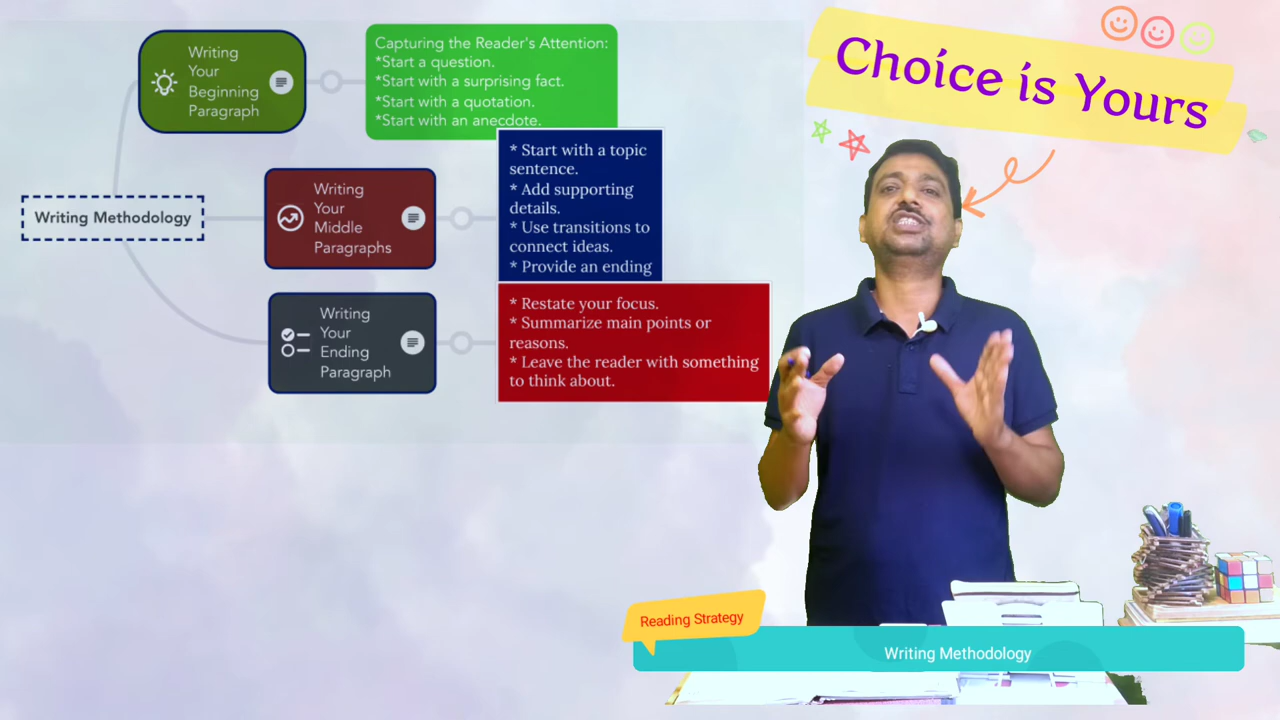 Choice is Yours
Writing
Your
Beginning
Paragraph
Capturing the Reader's Attention:
*Start a question.
*Start with a surprising fact.
*Start with a quotation.
*Start with an anecdote.
Writing Methodology
Writing
Your
Middle
Paragraphs
* Start with a topic
sentence.
* Add supporting
details.
* Use transitions to
connect ideas.
* Provide an ending
Writing
Your
Ending
Paragraph
* Restate your focus.
* Summarize main points or
reasons.
* Leave the reader with something
to think about.
Reading Strategy
Writing Methodology